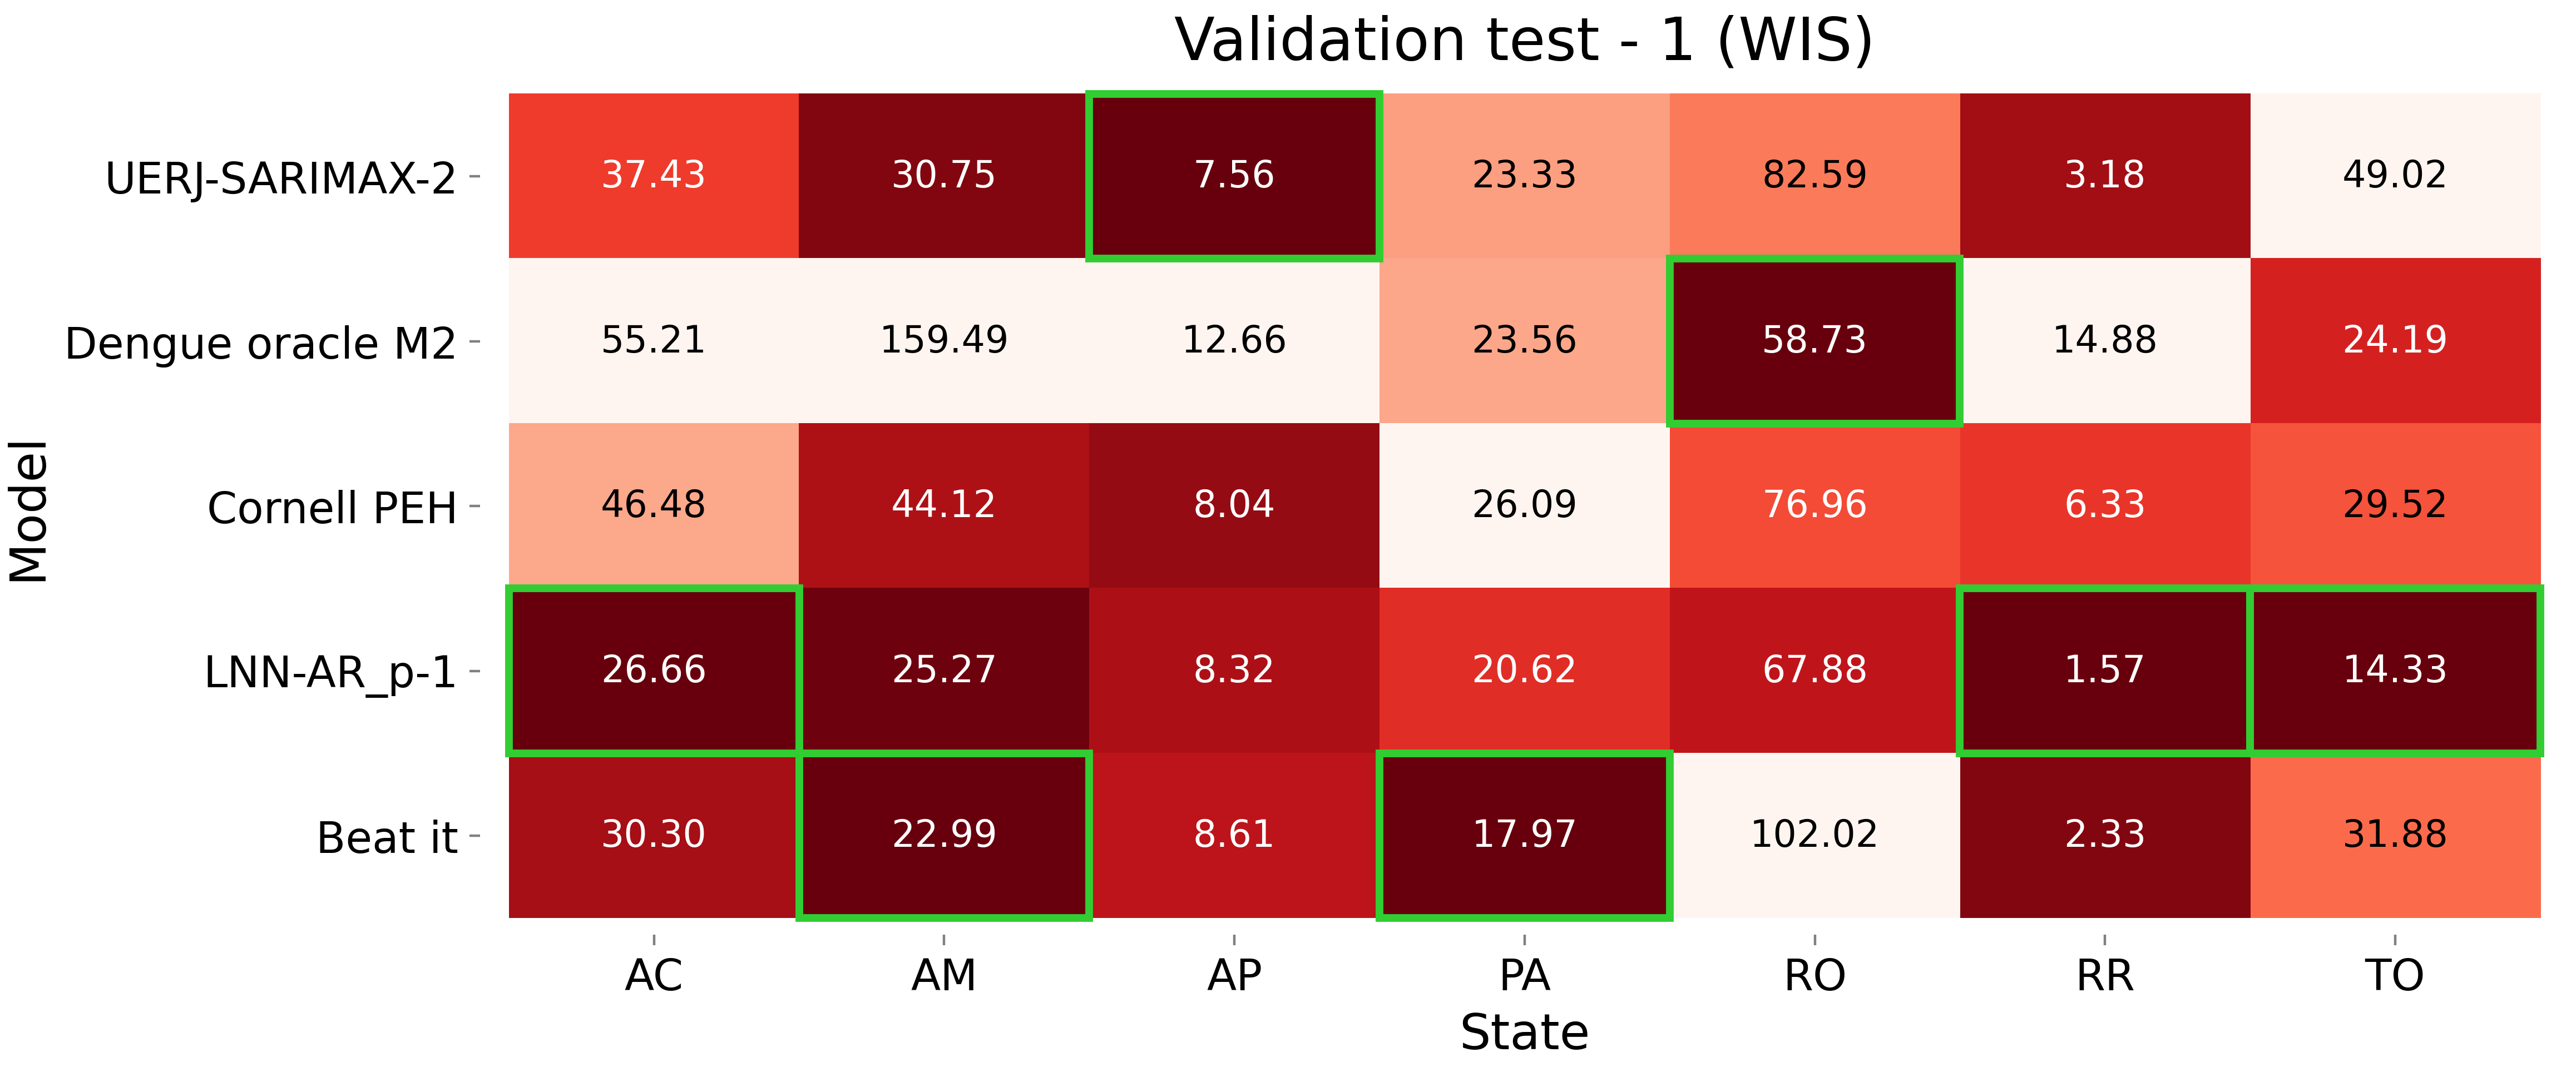 Validation test - 1 (WIS)
Model
UERJ-SARIMAX-2 37.43 30.75 7.56 23.33 82.59 3.18 49.02
Dengue oracle M2 55.21 159.49 12.66 23.56 58.73 14.88 24.19
Cornell PEH 46.48 44.12 8.04 26.09 76.96 6.33 29.52
LNN-AR_p-1 26.66 25.27 8.32 20.62 67.88 1.57 14.33
Beat it 30.30 22.99 8.61 17.97 102.02 2.33 31.88
AC AM AP PA RO RR TO
State